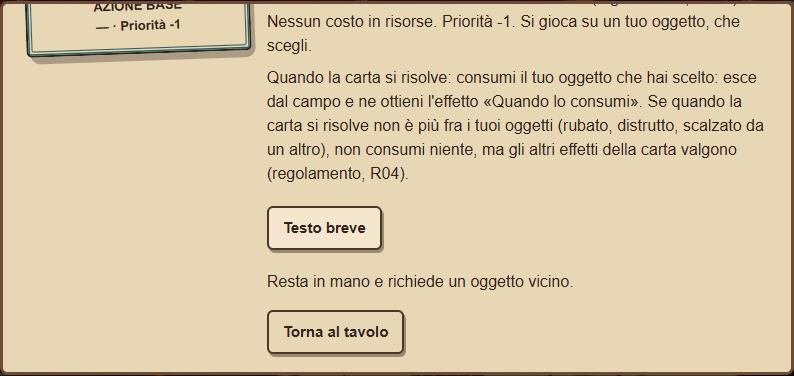 AZIONE BASE
— · Priorità -1
Nessun costo in risorse. Priorità -1. Si gioca su un tuo oggetto, che
scegli.
Quando la carta si risolve: consumi il tuo oggetto che hai scelto: esce
dal campo e ne ottieni l'effetto «Quando lo consumi». Se quando la
carta si risolve non è più fra i tuoi oggetti (rubato, distrutto, scalzato da
un altro), non consumi niente, ma gli altri effetti della carta valgono
(regolamento, R04).
Testo breve
Resta in mano e richiede un oggetto vicino.
Torna al tavolo